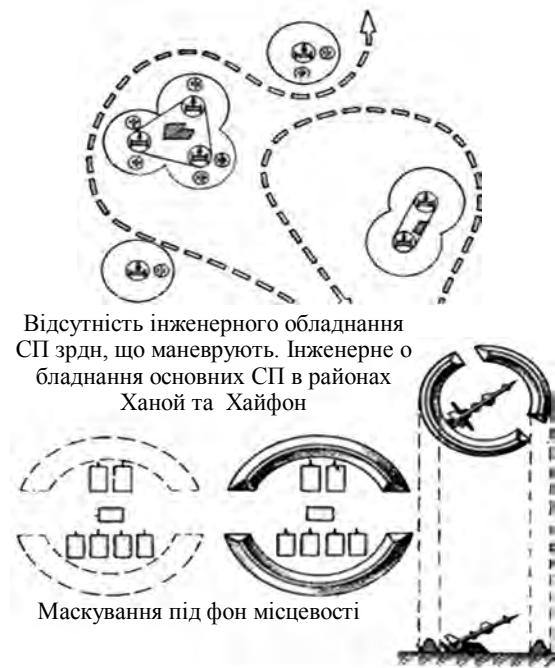 Відсутність інженерного обладнання
СП зрдн, що маневрують. Інженерне о
бладнання основних СП в районах
Ханой та Хайфон
Маскування під фон місцевості